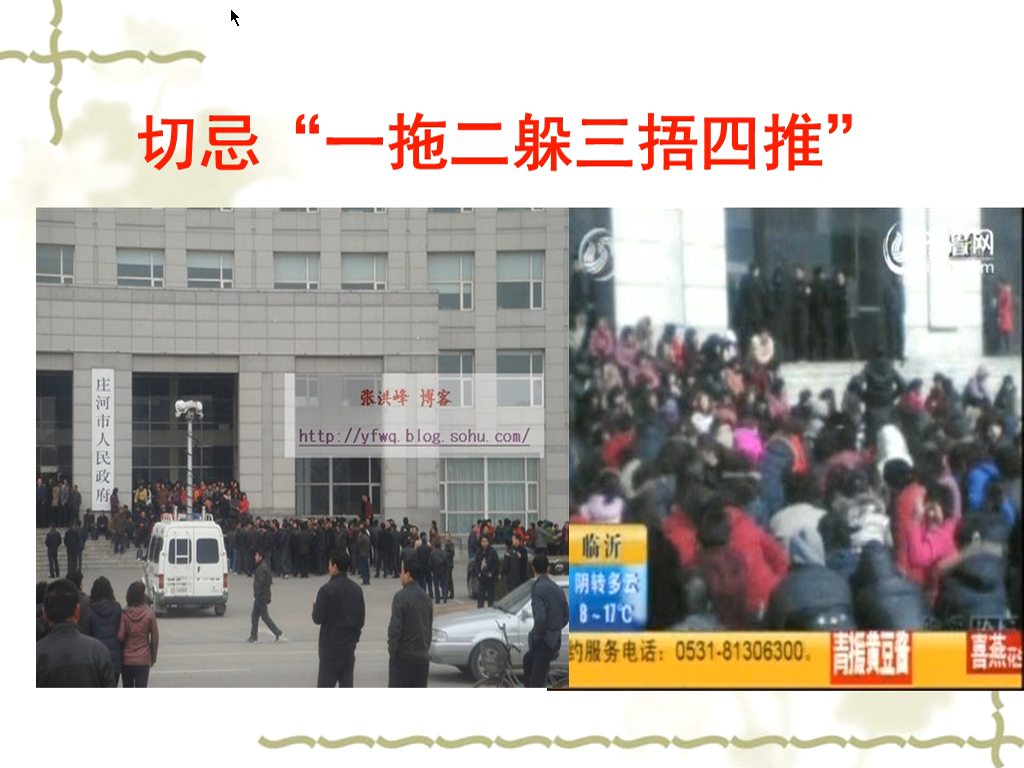 切忌“一拖二躲三捂四推”
庄河市人民政府
张洪峰 博客
http://yfwq.blog.sohu.com/
临沂
阴转多云
8~17℃
约服务电话：0531-81306300。
黄豆酱
喜燕